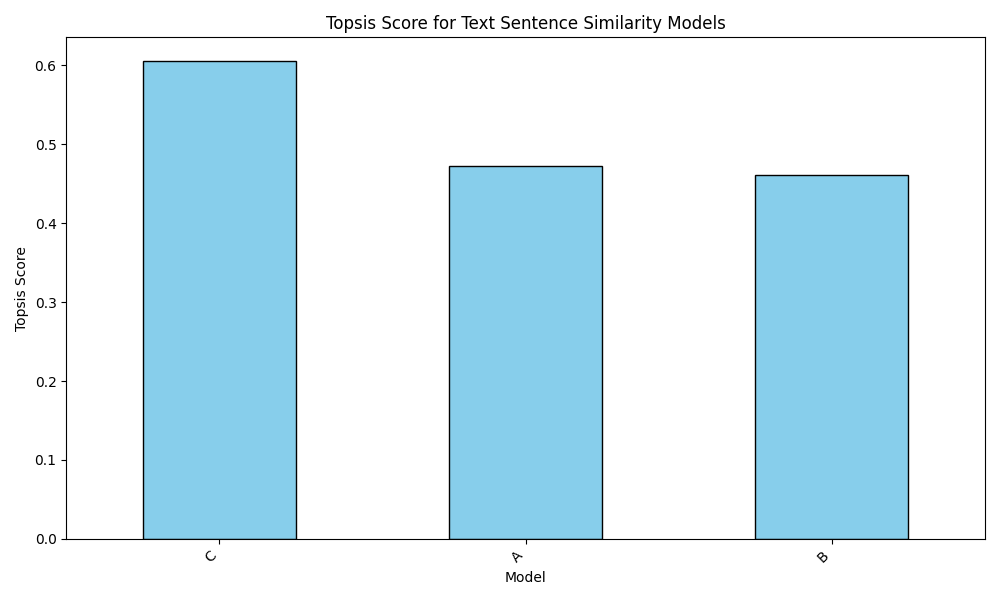 Topsis Score for Text Sentence Similarity Models
Topsis Score
0.6
0.5
0.4
0.3
0.2
0.1
0.0
C
A
B
Model